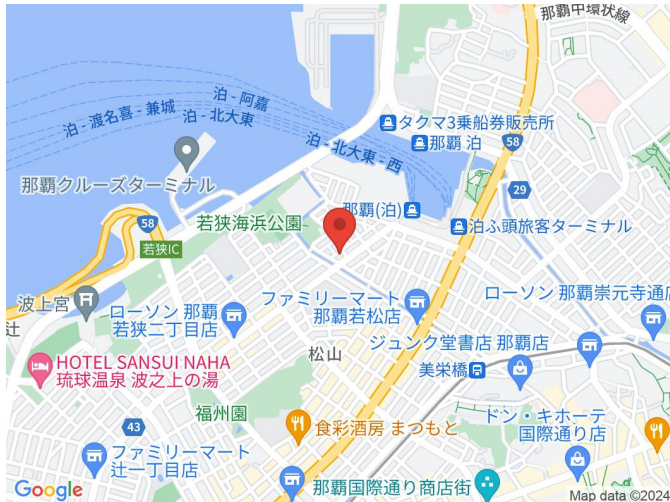 那覇中環状線
泊 - 阿嘉
泊 - 渡名喜 - 兼城
泊 - 北大東
泊 - 北大東 - 西
タクマ3乗船券販売所
那覇 泊
58
29
那覇クルーズターミナル
58
若狭海浜公園
那覇(泊)
泊ふ頭旅客ターミナル
若狭IC
波上宮
辻
ローソン 那覇
若狭二丁目店
ファミリーマート
那覇若松店
ローソン 那覇崇元寺通店
松山
ジュンク堂書店 那覇店
美栄橋
HOTEL SANSUI NAHA
琉球温泉 波之上の湯
福州園
43
食彩酒房 まつもと
ドン・キホーテ
国際通り店
ファミリーマート
辻一丁目店
那覇国際通り商店街
Google
Map data ©2024